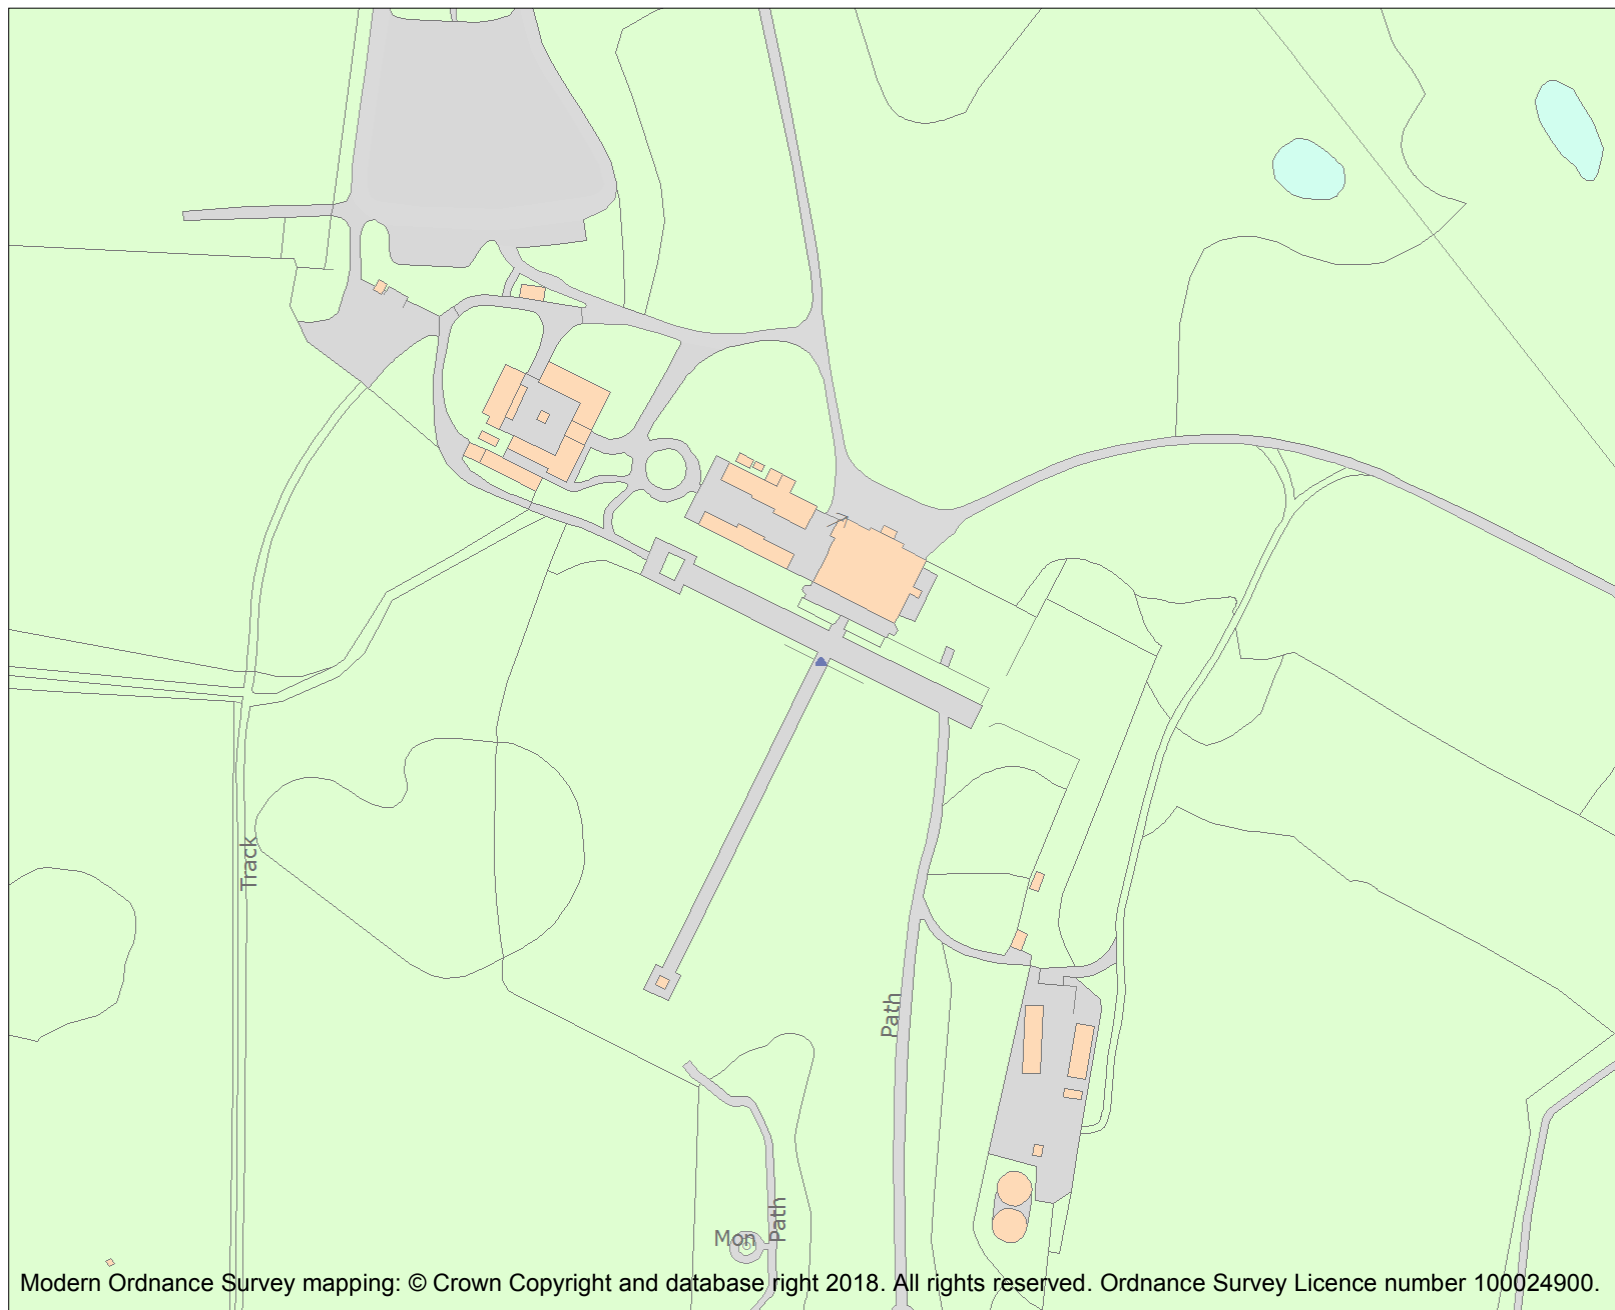 Track
Path
Path
Mon
Modern Ordnance Survey mapping: © Crown Copyright and database right 2018. All rights reserved. Ordnance Survey Licence number 100024900.